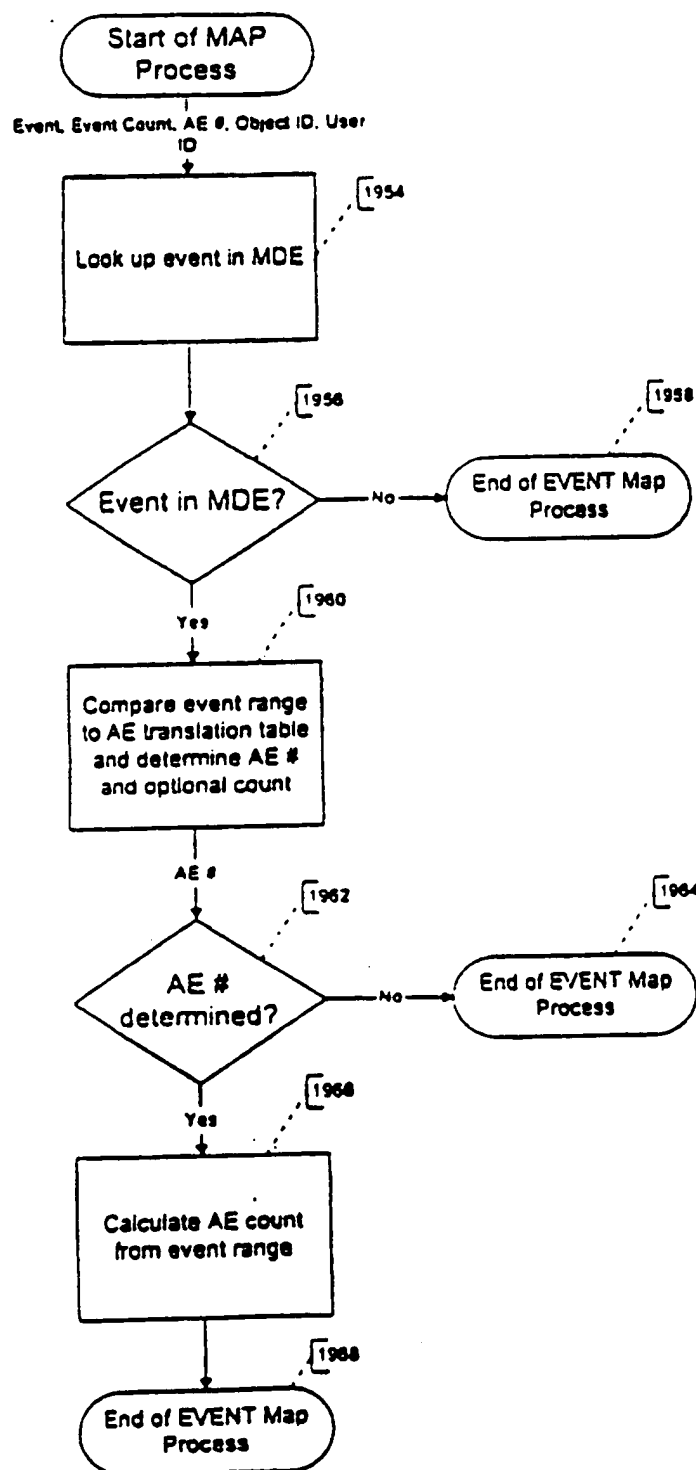 Start of MAP
Process
Event, Event Count, AE #, Object ID, User
ID
1954
Look up event in MDE
1956
1958
Event in MDE?
No
End of EVENT Map
Process
Yes
1960
Compare event range
to AE translation table
and determine AE #
and optional count
AE #
1962
1964
AE #
determined?
No
End of EVENT Map
Process
Yes
1968
Calculate AE count
from event range
1968
End of EVENT Map
Process